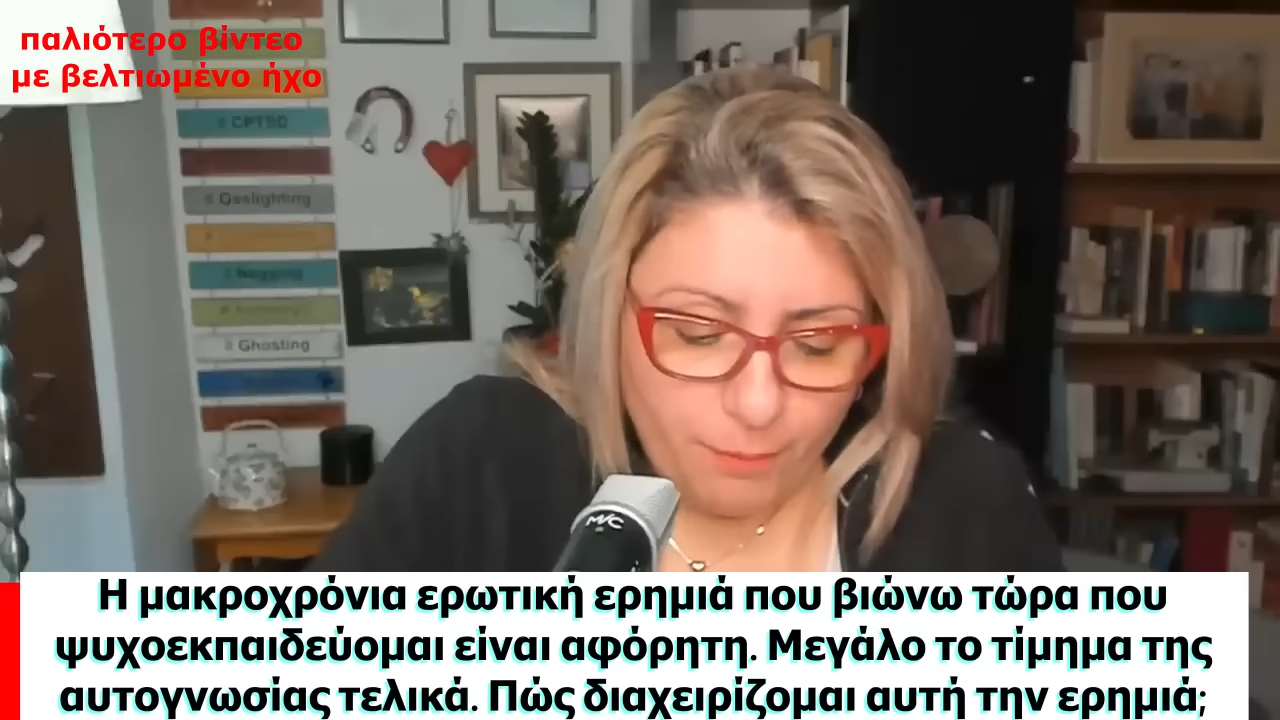 παλιότερο βίντεο
με βελτιωμένο ήχο
# CPTSD
# Gaslighting
# Negging
# Ghosting
M/C
Η μακροχρόνια ερωτική ερημιά που βιώνω τώρα που
ψυχοεκπαιδεύομαι είναι αφόρητη. Μεγάλο το τίμημα της
αυτογνωσίας τελικά. Πώς διαχειρίζομαι αυτή την ερημιά;